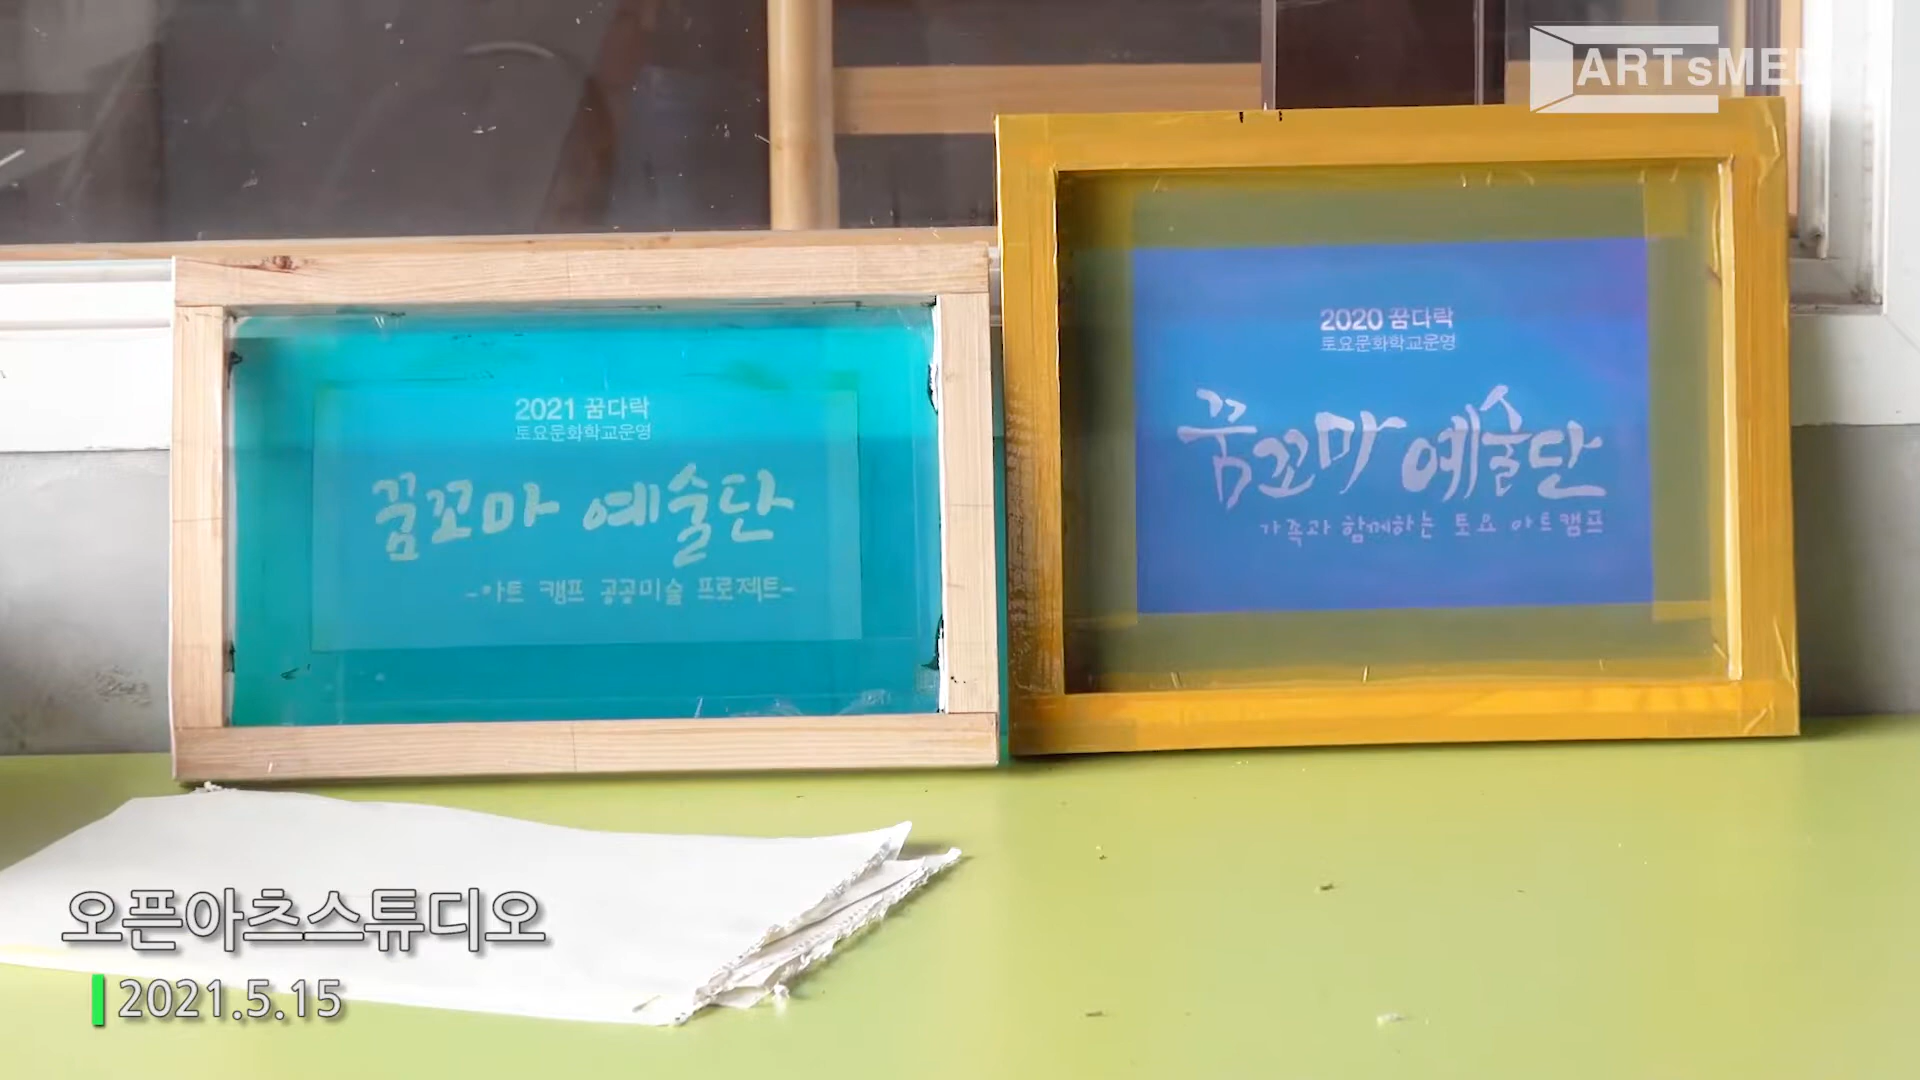 ARTsMED
2021 꿈다락
토요문화학교운영
꿈꼬마 예술단
-아트 캠프 공공미술 프로젝트-
2020 꿈다락
토요문화학교운영
꿈꼬마 예술단
가족과 함께하는 토요 아트캠프
오픈아츠스튜디오
2021.5.15